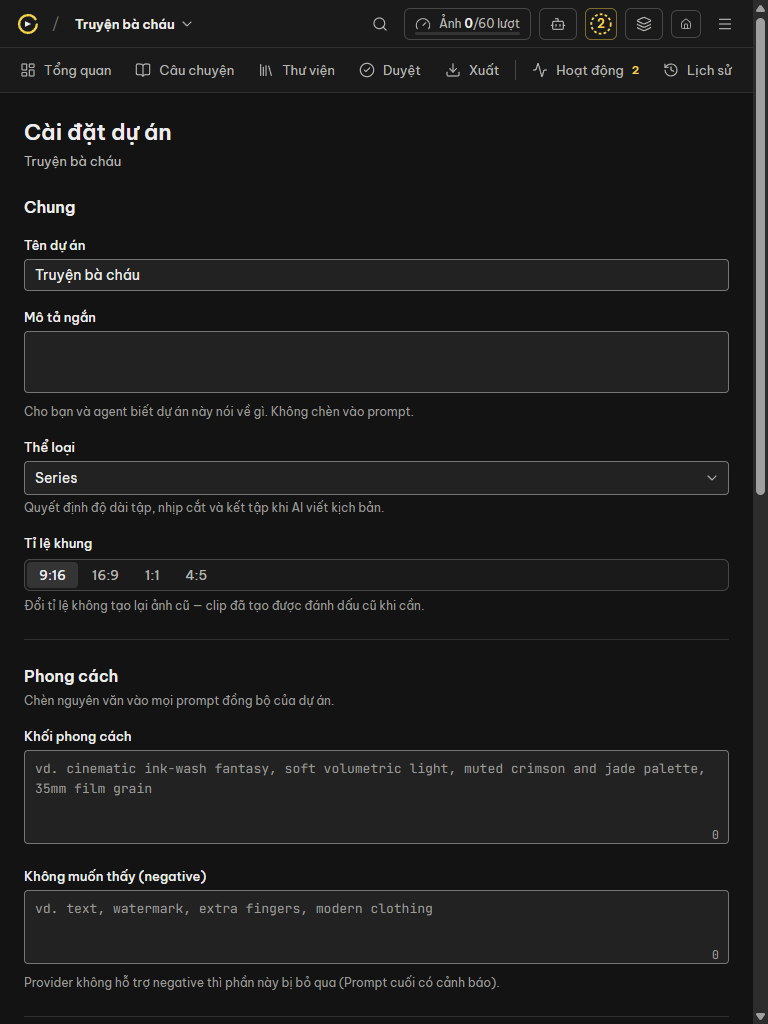 / Truyện bà cháu
Ảnh 0/60 lượt
2
Tổng quan Câu chuyện Thư viện Duyệt Xuất Hoạt động 2 Lịch sử
Cài đặt dự án
Truyện bà cháu
Chung
Tên dự án
Truyện bà cháu
Mô tả ngắn
Cho bạn và agent biết dự án này nói về gì. Không chèn vào prompt.
Thể loại
Series
Quyết định độ dài tập, nhịp cắt và kết tập khi AI viết kịch bản.
Tỉ lệ khung
9:16 16:9 1:1 4:5
Đổi tỉ lệ không tạo lại ảnh cũ — clip đã tạo được đánh dấu cũ khi cần.
Phong cách
Chèn nguyên văn vào mọi prompt đồng bộ của dự án.
Khối phong cách
vd. cinematic ink-wash fantasy, soft volumetric light, muted crimson and jade palette,
35mm film grain
0
Không muốn thấy (negative)
vd. text, watermark, extra fingers, modern clothing
0
Provider không hỗ trợ negative thì phần này bị bỏ qua (Prompt cuối có cảnh báo).